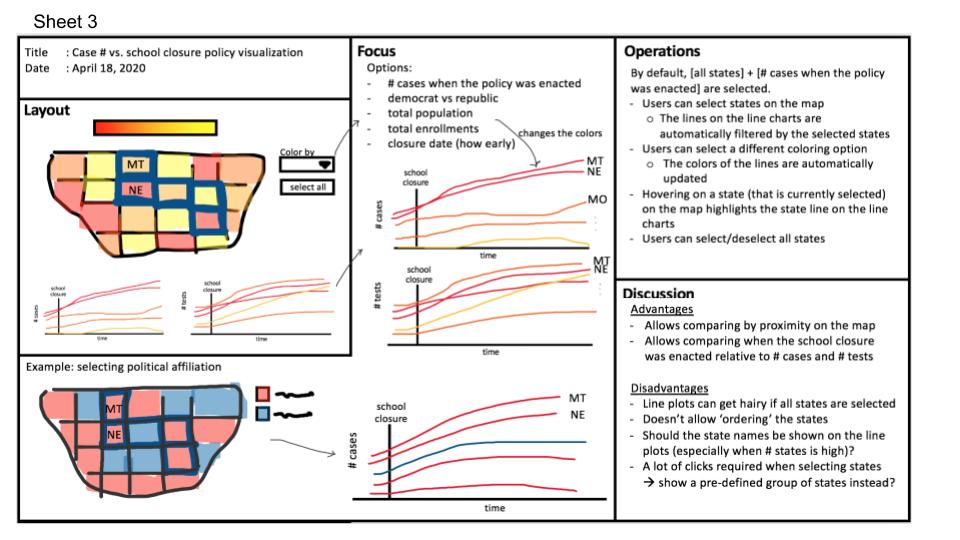 Sheet 3
Title : Case # vs. school closure policy visualization
Date : April 18, 2020
Layout
MT
NE
Color by
select all
school
closure
# cases
time
school
closure
# tests
time
Example: selecting political affiliation
MT
NE
Focus
Options:
- # cases when the policy was enacted
- democrat vs republic
- total population
- total enrollments
- closure date (how early)
changes the colors
school
closure
# cases
MT
NE
MO
time
school
closure
# tests
MT
NE
time
school
closure
# cases
MT
NE
time
Operations
By default, [all states] + [# cases when the policy
was enacted] are selected.
- Users can select states on the map
o The lines on the line charts are
automatically filtered by the selected states
- Users can select a different coloring option
o The colors of the lines are automatically
updated
- Hovering on a state (that is currently selected)
on the map highlights the state line on the line
charts
- Users can select/deselect all states
Discussion
Advantages
- Allows comparing by proximity on the map
- Allows comparing when the school closure
was enacted relative to # cases and # tests
Disadvantages
- Line plots can get hairy if all states are selected
- Doesn't allow 'ordering' the states
- Should the state names be shown on the line
plots (especially when # states is high)?
- A lot of clicks required when selecting states
→ show a pre-defined group of states instead?